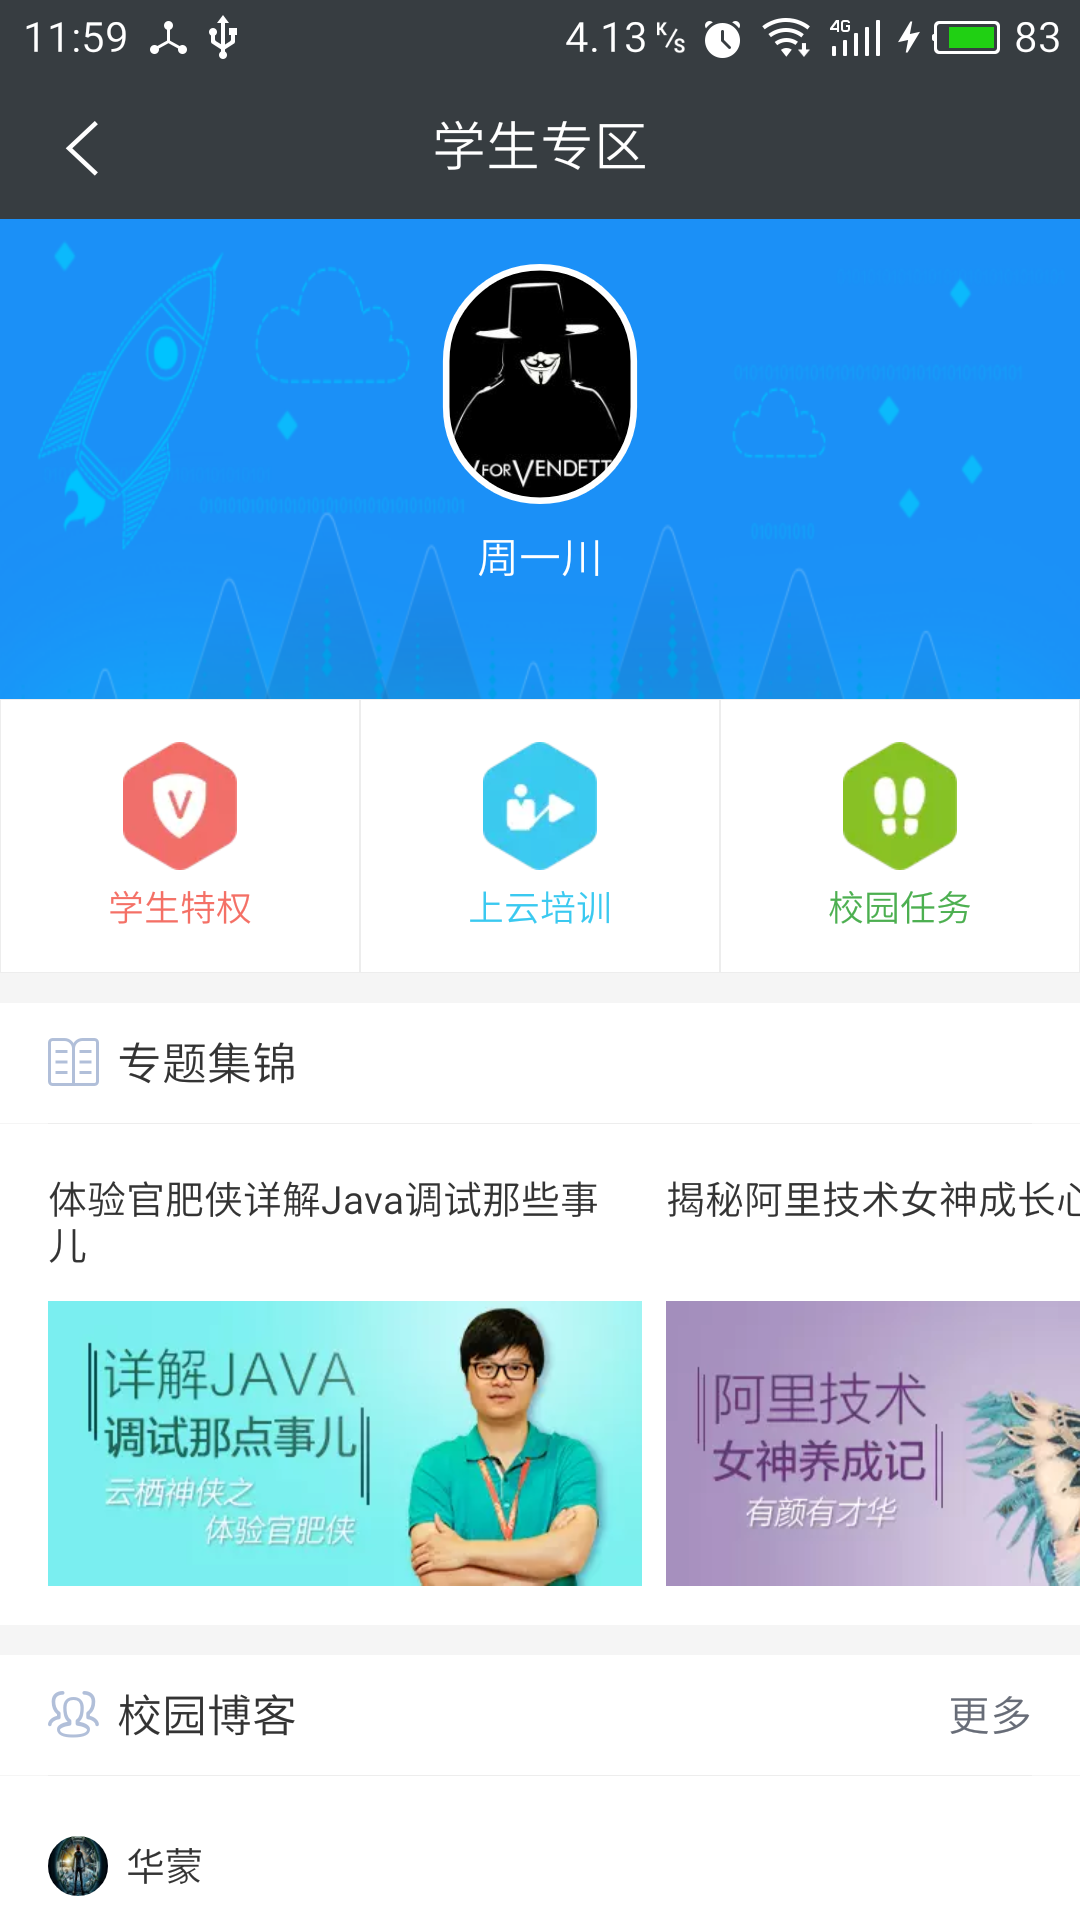 11:59
4.13 K/s 4G 83
学生专区
FOR VENDETT
周一川
V
学生特权
上云培训
校园任务
专题集锦
体验官肥侠详解Java调试那些事
儿
揭秘阿里技术女神成长心
详解JAVA
调试那点事儿
云栖神侠之
体验官肥侠
阿里技术
女神养成记
有颜有才华
校园博客
更多
华蒙